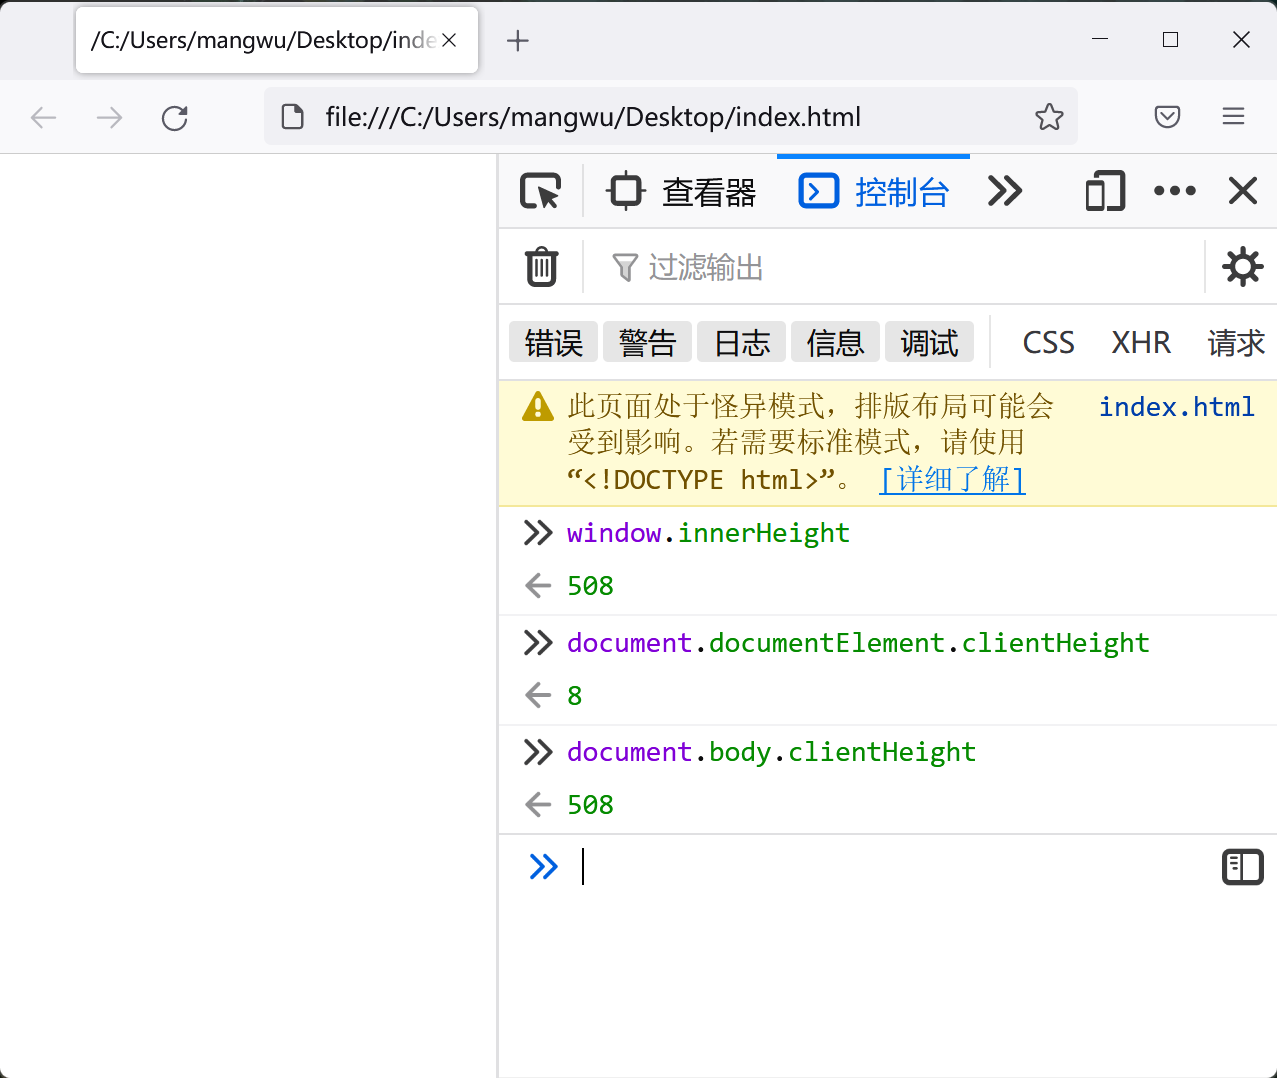 /C:/Users/mangwu/Desktop/inde
file:///C:/Users/mangwu/Desktop/index.html
查看器 控制台
过滤输出
错误 警告 日志 信息 调试 CSS XHR 请求
此页面处于怪异模式，排版布局可能会 index.html
受到影响。若需要标准模式，请使用
“<!DOCTYPE html>”。 [详细了解]
window.innerHeight
508
document.documentElement.clientHeight
8
document.body.clientHeight
508